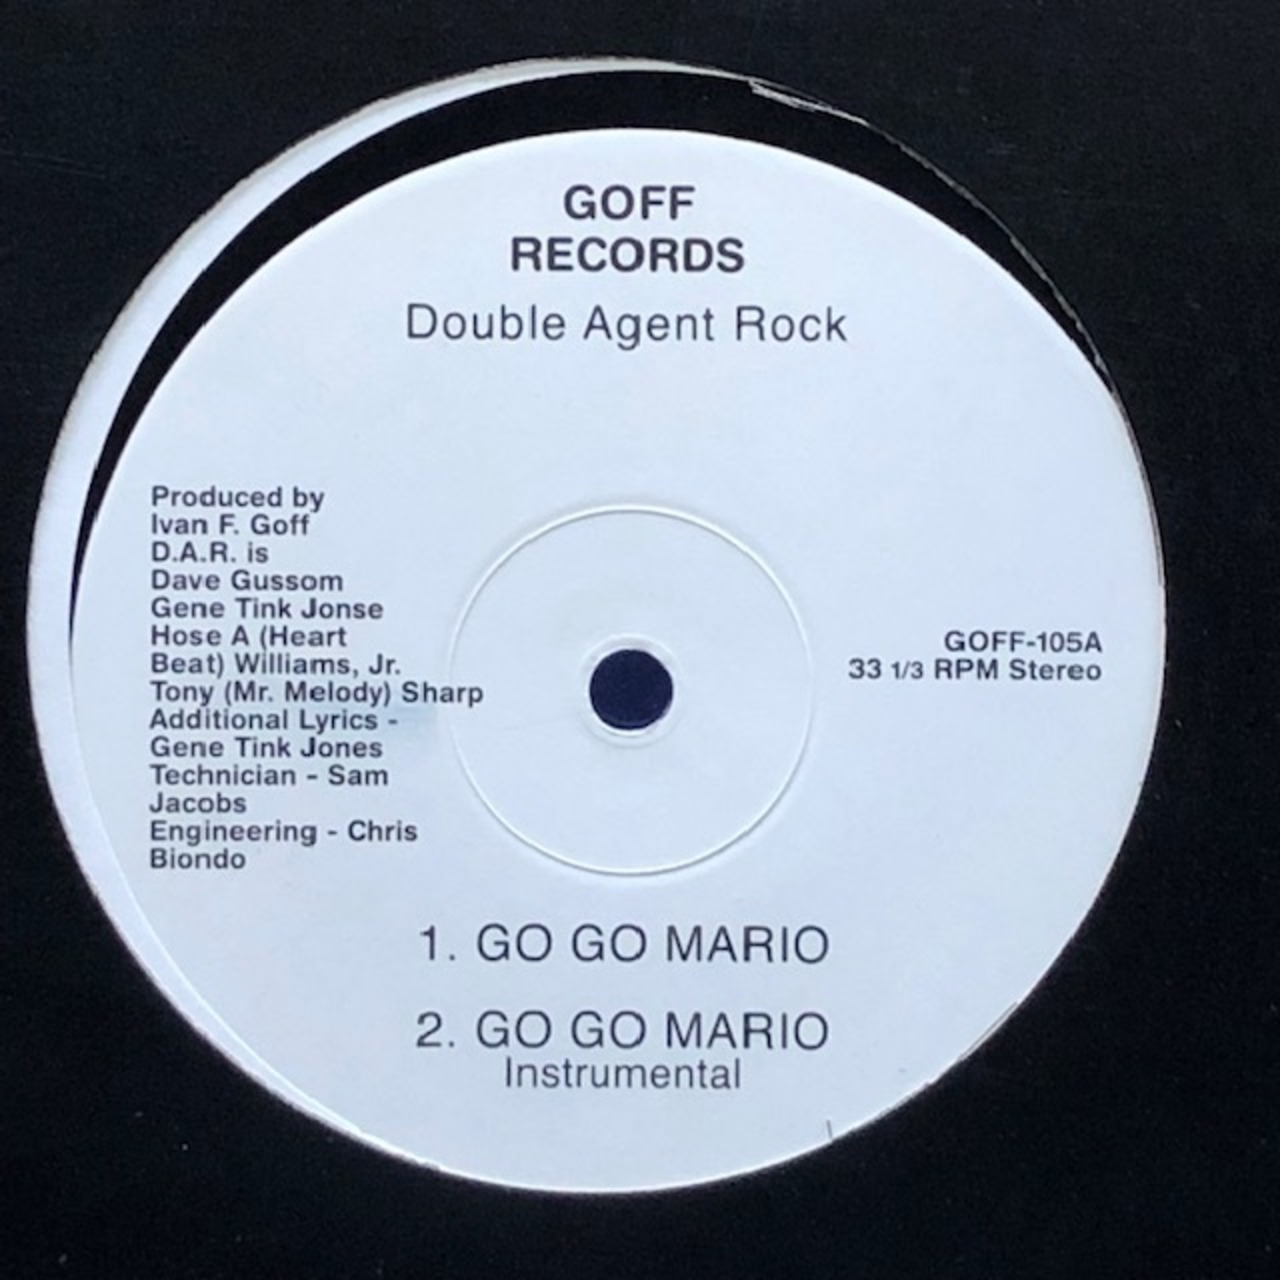 GOFF
RECORDS
Double Agent Rock
Produced by
Ivan F. Goff
D.A.R. is
Dave Gussom
Gene Tink Jonse
Hose A (Heart
Beat) Williams, Jr.
Tony (Mr. Melody) Sharp
Additional Lyrics -
Gene Tink Jones
Technician - Sam
Jacobs
Engineering - Chris
Biondo
GOFF-105A
33 1/3 RPM Stereo
1. GO GO MARIO
2. GO GO MARIO
Instrumental